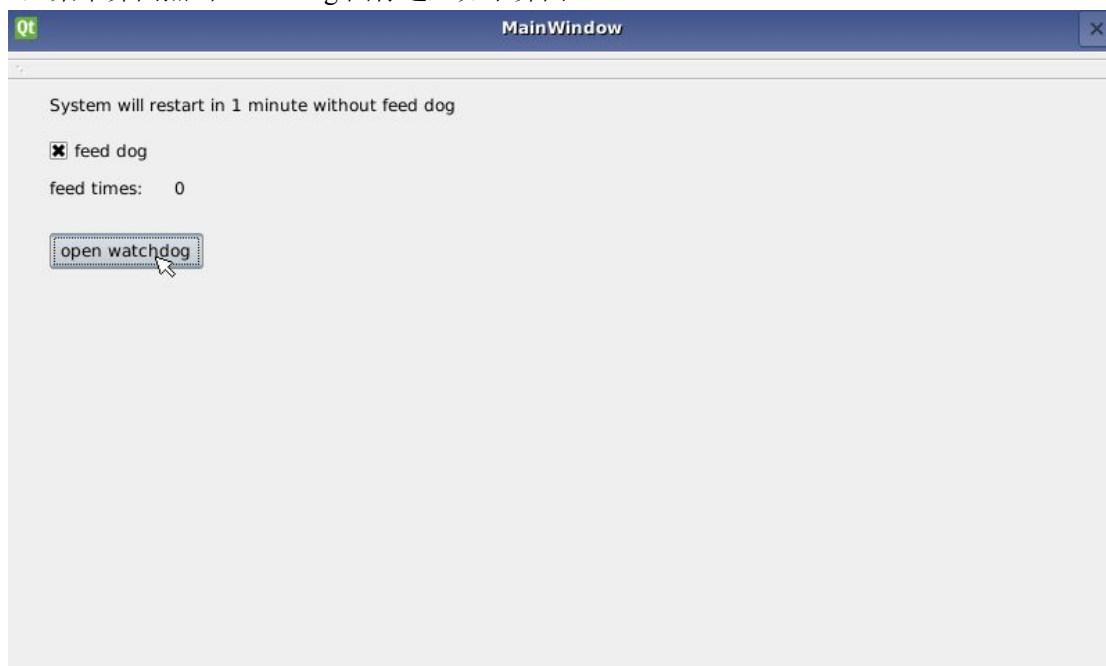 Qt MainWindow
System will restart in 1 minute without feed dog
feed dog
feed times: 0
open watchdog